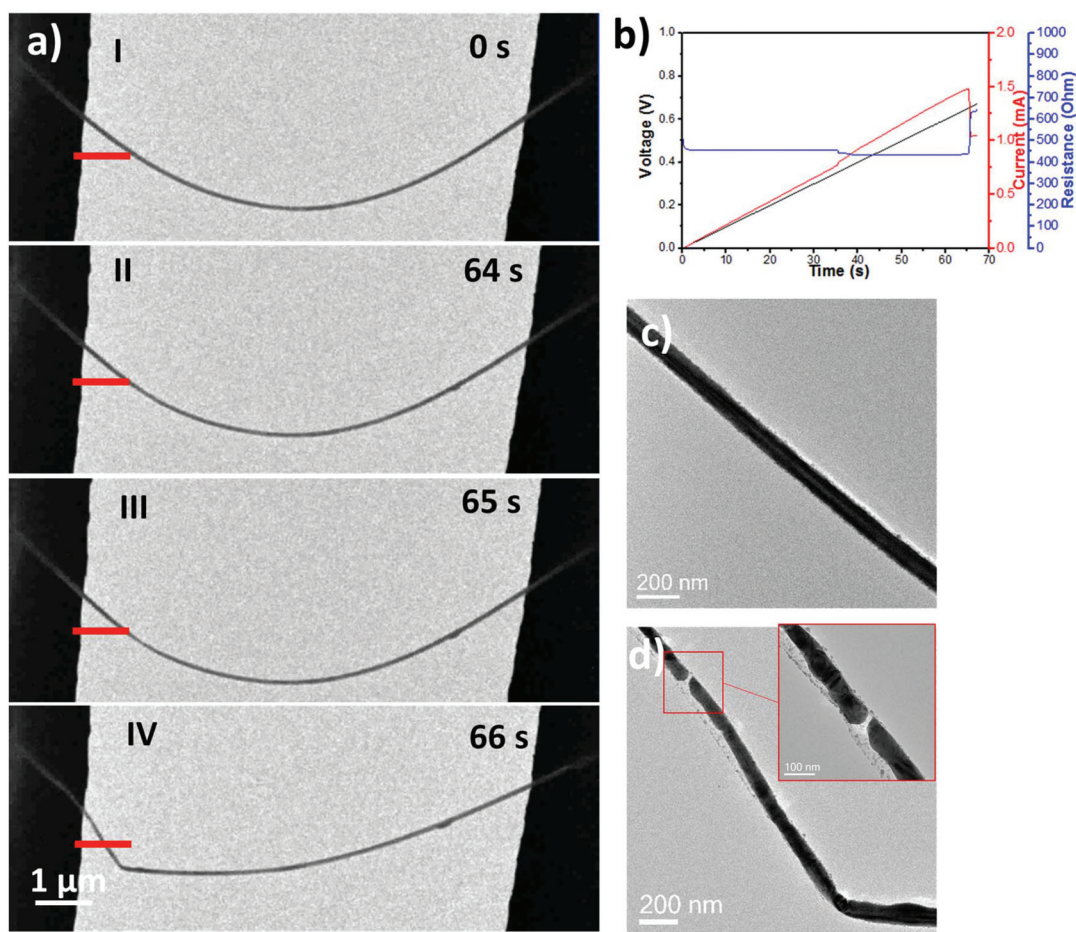 a)
I
0 s
II
64 s
III
65 s
IV
66 s
1 μm
b)
1.0
0.8
0.6
0.4
0.2
0.0
Voltage (V)
0 10 20 30 40 50 60 70
Time (s)
2.0
1.5
1.0
0.5
0.0
Current (mA)
1000
900
800
700
600
500
400
300
200
100
0
Resistance (Ohm)
c)
200 nm
d)
100 nm
200 nm